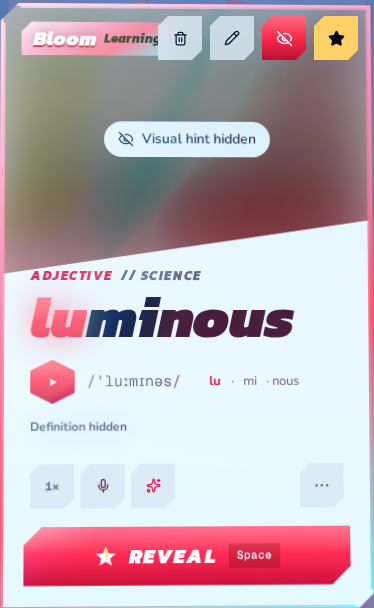 Bloom Learning
Visual hint hidden
ADJECTIVE // SCIENCE
luminous
/ˈluːmɪnəs/ lu · mi · nous
Definition hidden
1×
REVEAL Space